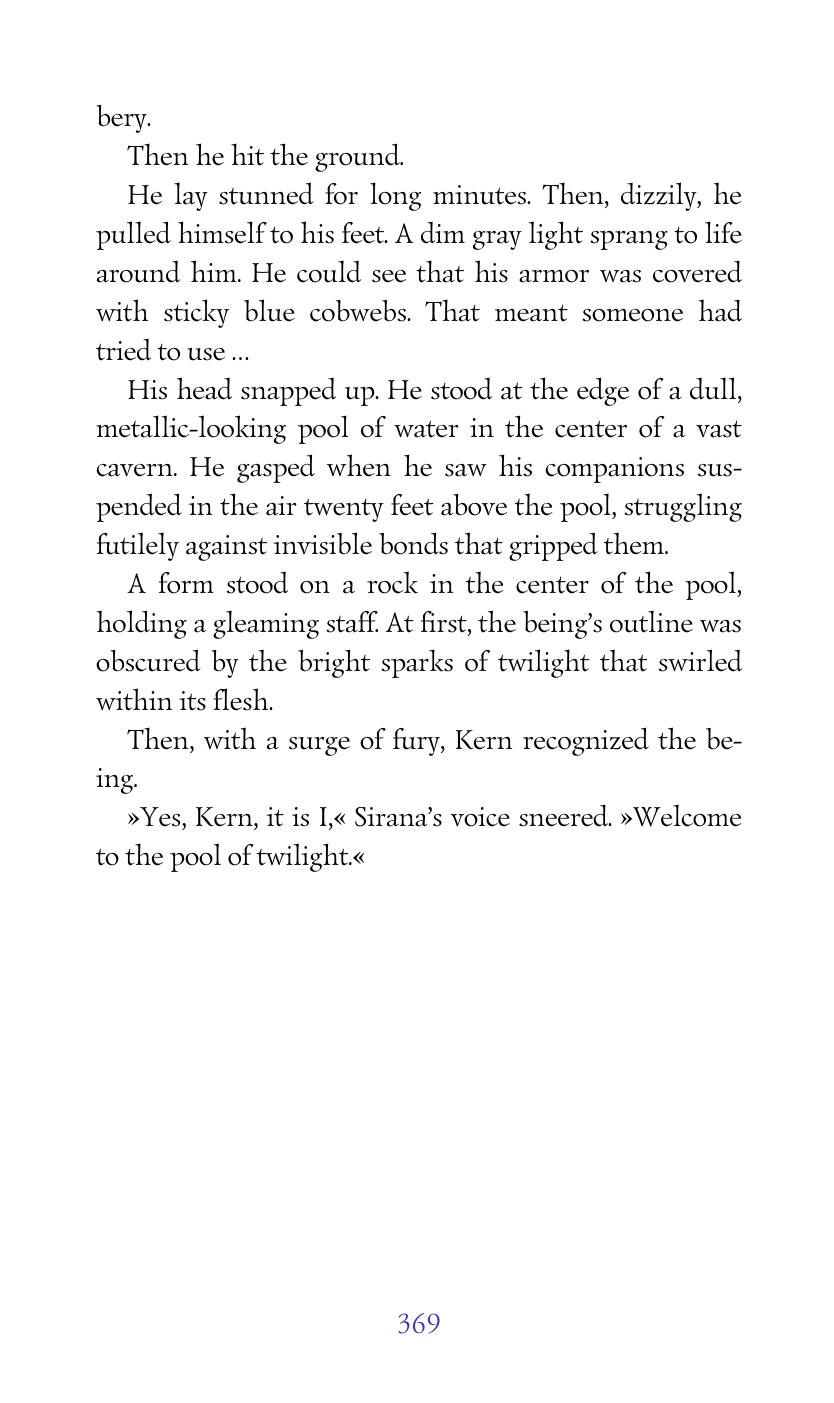 bery.
Then he hit the ground.
He lay stunned for long minutes. Then, dizzily, he
pulled himself to his feet. A dim gray light sprang to life
around him. He could see that his armor was covered
with sticky blue cobwebs. That meant someone had
tried to use ...
His head snapped up. He stood at the edge of a dull,
metallic-looking pool of water in the center of a vast
cavern. He gasped when he saw his companions sus-
pended in the air twenty feet above the pool, struggling
futilely against invisible bonds that gripped them.
A form stood on a rock in the center of the pool,
holding a gleaming staff. At first, the being’s outline was
obscured by the bright sparks of twilight that swirled
within its flesh.
Then, with a surge of fury, Kern recognized the be-
ing.
»Yes, Kern, it is I,« Sirana’s voice sneered. »Welcome
to the pool of twilight.«
369